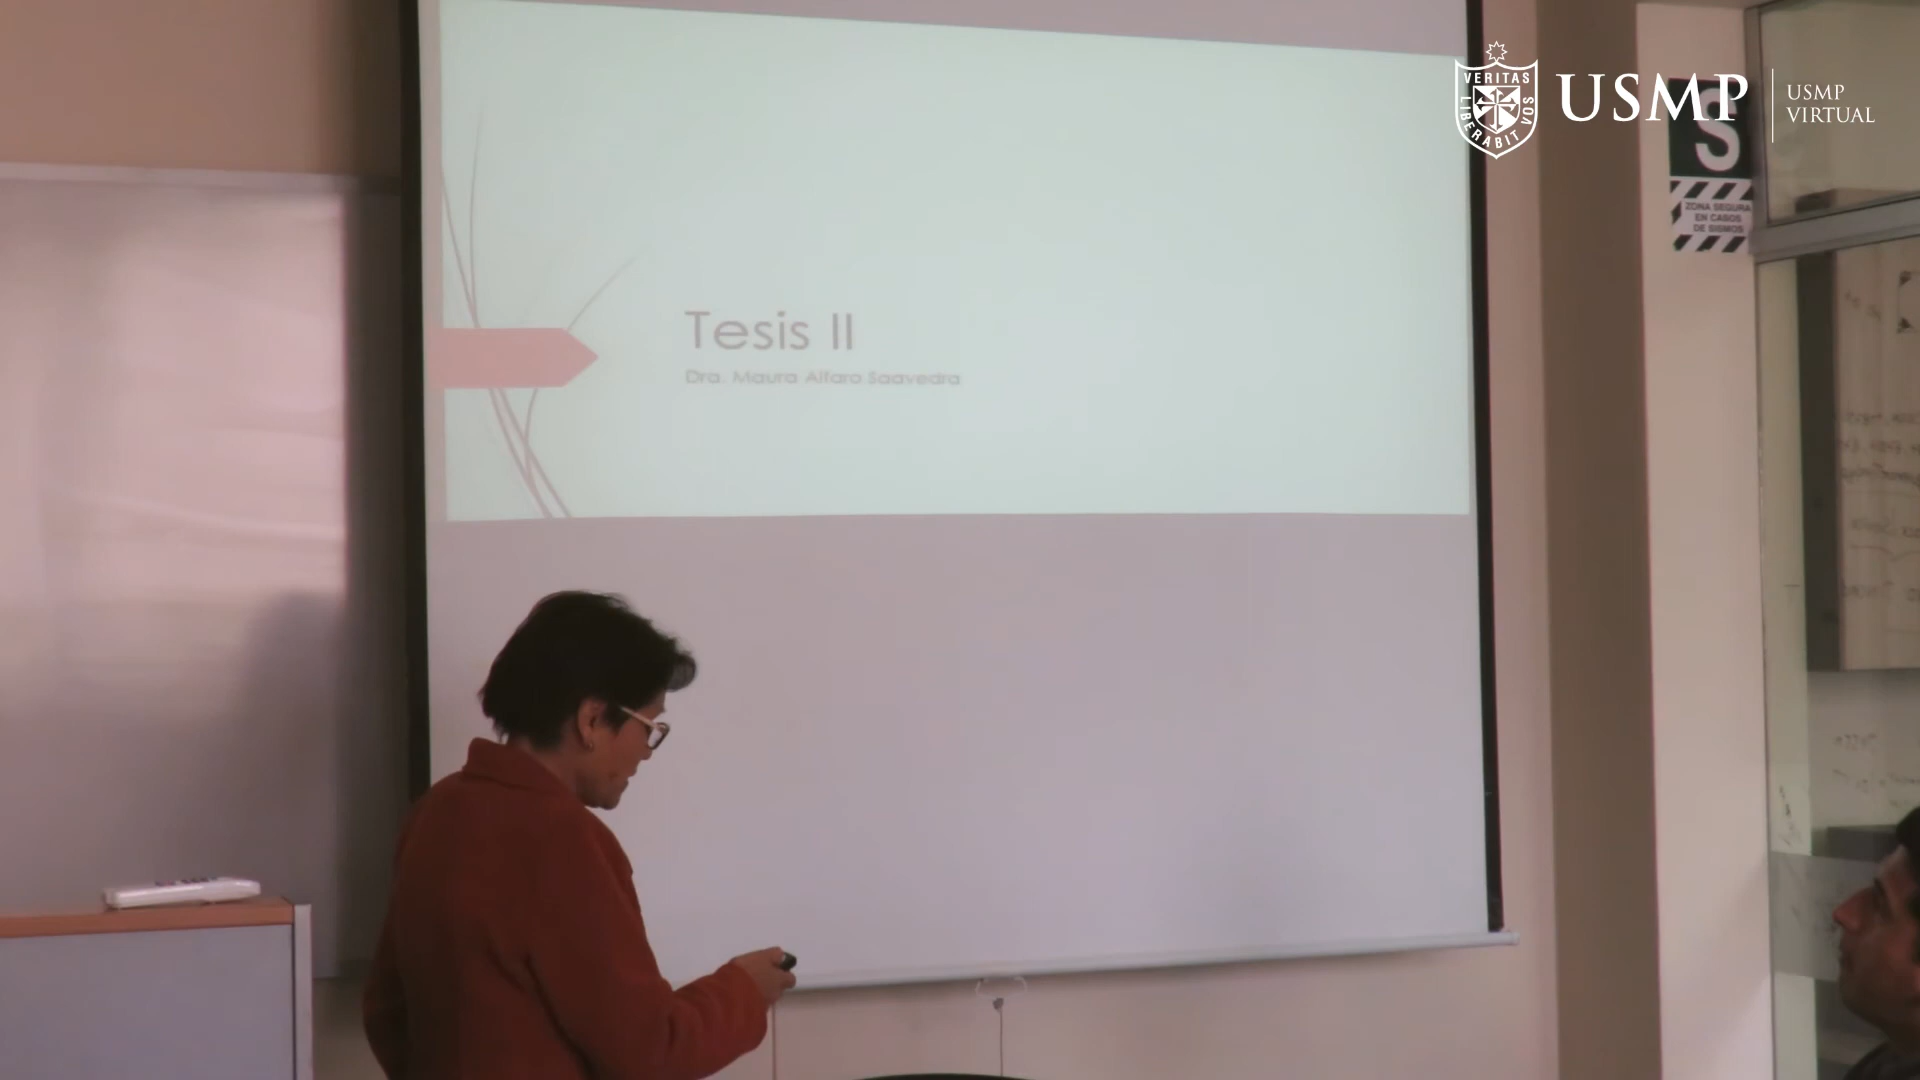 Tesis II
Dra. Maura Alfaro Saavedra
VERITAS
LIBERABIT VOS
USMP
USMP
VIRTUAL
S
ZONA SEGURA
EN CASOS
DE SISMOS